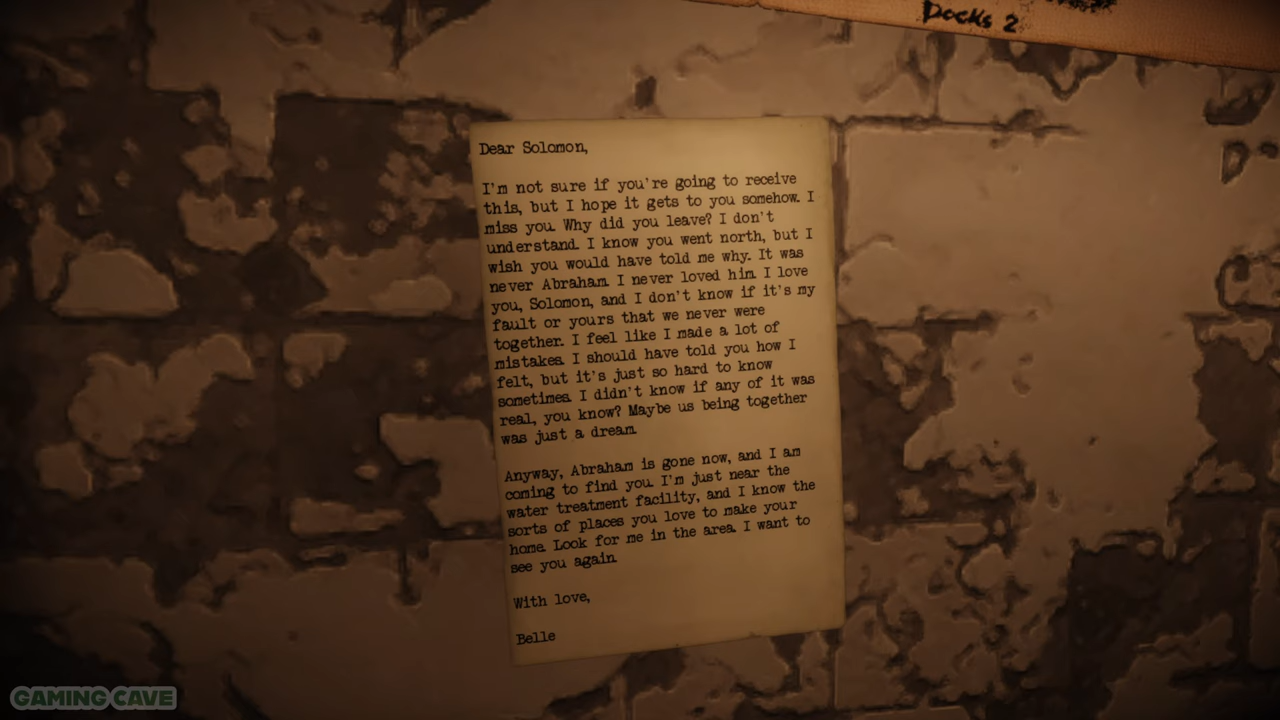 Docks 2
Dear Solomon,
I'm not sure if you're going to receive
this, but I hope it gets to you somehow. I
miss you. Why did you leave? I don't
understand. I know you went north, but I
wish you would have told me why. It was
never Abraham. I never loved him. I love
you, Solomon, and I don't know if it's my
fault or yours that we never were
together. I feel like I made a lot of
mistakes. I should have told you how I
felt, but it's just so hard to know
sometimes. I didn't know if any of it was
real, you know? Maybe us being together
was just a dream.
Anyway, Abraham is gone now, and I am
coming to find you. I'm just near the
water treatment facility, and I know the
sorts of places you love to make your
home. Look for me in the area. I want to
see you again.
With love,
Belle
GAMING CAVE